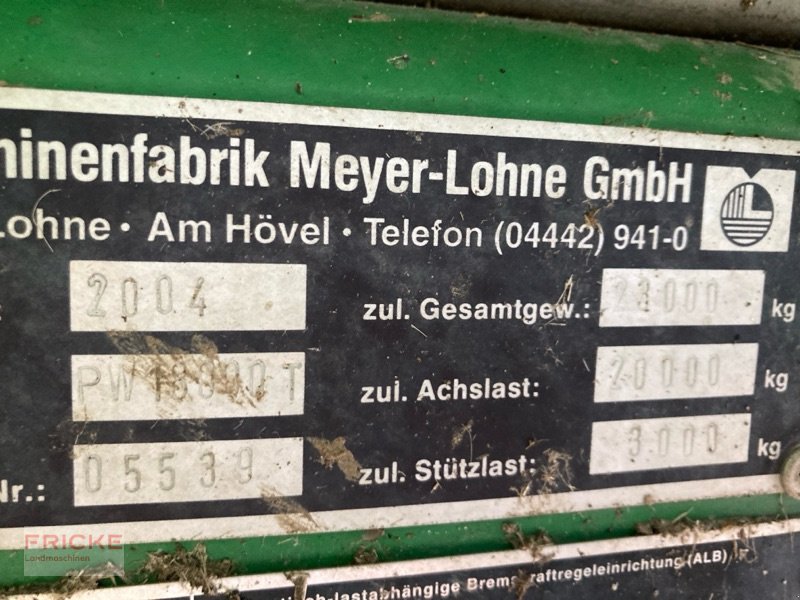 hinenfabrik Meyer-Lohne GmbH
Lohne • Am Hövel • Telefon (04442) 941-0
2004 zul. Gesamtgew.: 23000 kg
zul. Achslast: 20000 kg
Nr.: 05539 zul. Stützlast: 3000 kg
FRICKE
Landmaschinen
-lastabhängige Bremskraftregeleinrichtung (ALB)